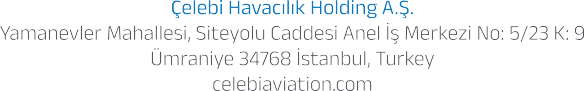 Çelebi Havacılık Holding A.Ş.
Yamanevler Mahallesi, Siteyolu Caddesi Anel İş Merkezi No: 5/23 K: 9
Ümraniye 34768 İstanbul, Turkey
celebiaviation.com